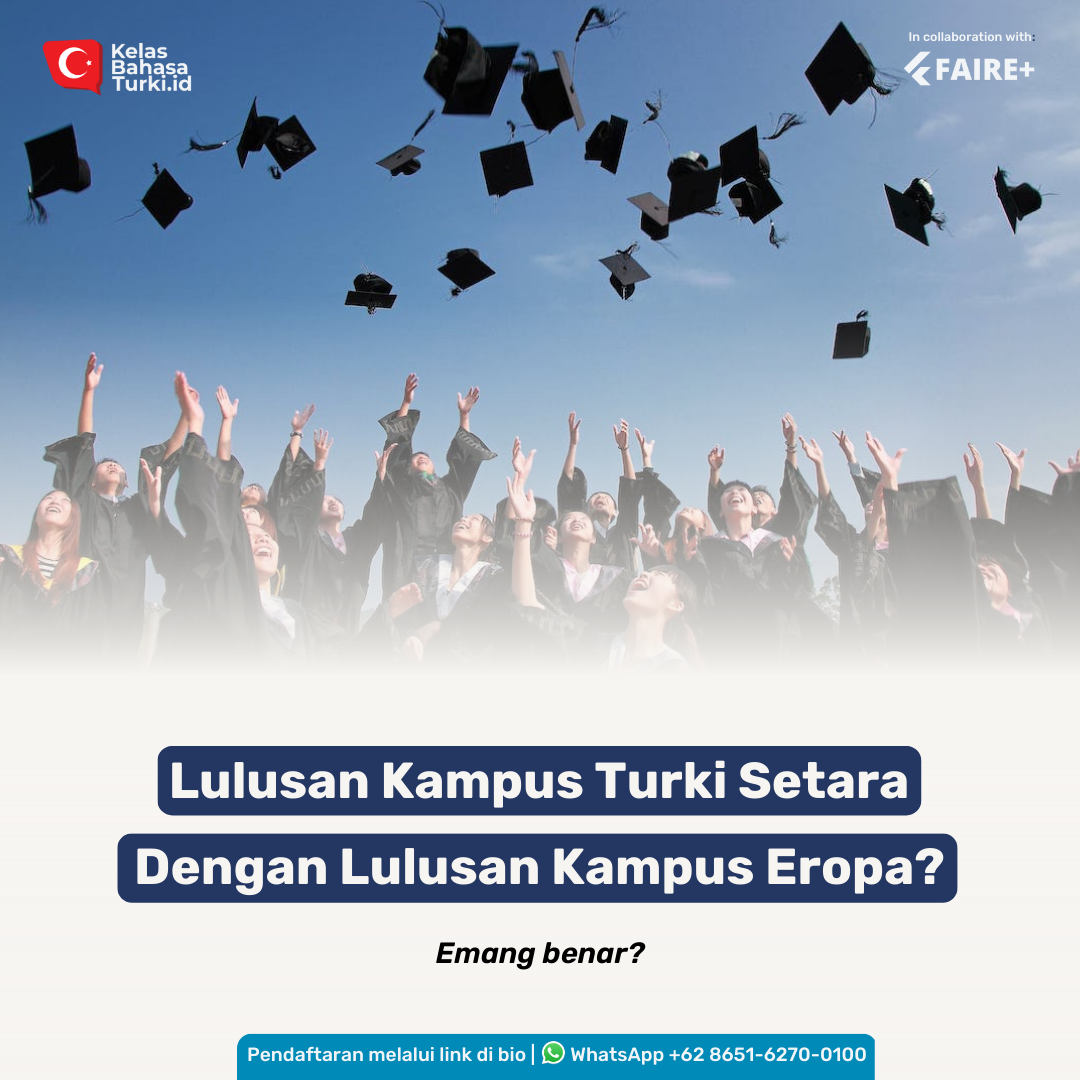 Kelas
Bahasa
Turki.id
In collaboration with:
FAIRE+
Lulusan Kampus Turki Setara
Dengan Lulusan Kampus Eropa?
Emang benar?
Pendaftaran melalui link di bio | WhatsApp +62 8651-6270-0100